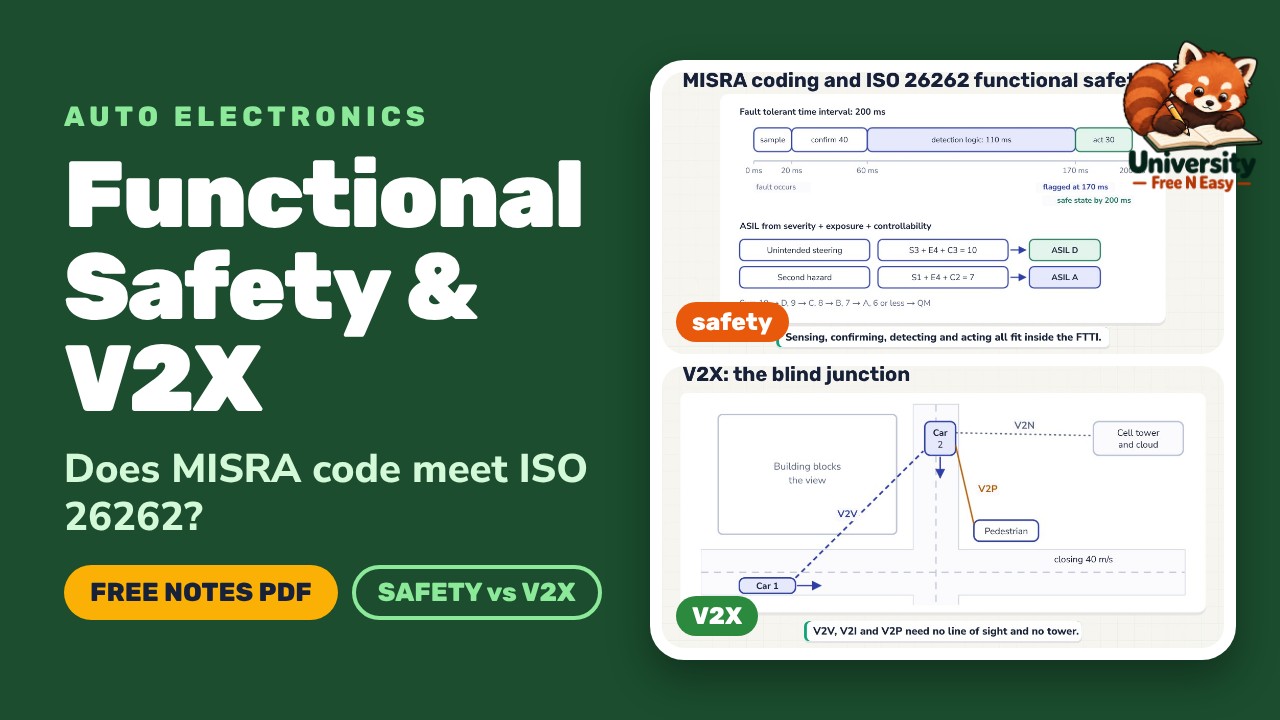 AUTO ELECTRONICS
Functional
Safety &
V2X
Does MISRA code meet ISO
26262?
FREE NOTES PDF
SAFETY vs V2X
MISRA coding and ISO 26262 functional safet
Fault tolerant time interval: 200 ms
sample
confirm 40
detection logic: 110 ms
act 30
0 ms
20 ms
60 ms
170 ms
200
fault occurs
flagged at 170 ms
safe state by 200 ms
ASIL from severity + exposure + controllability
Unintended steering
S3 + E4 + C3 = 10
ASIL D
Second hazard
S1 + E4 + C2 = 7
ASIL A
D, 9 → C, 8 → B, 7 → A, 6 or less → QM
safety
Sensing, confirming, detecting and acting all fit inside the FTTI.
University
Free N Easy
V2X: the blind junction
Building blocks
the view
Car
2
V2N
Cell tower
and cloud
V2P
V2V
Pedestrian
closing 40 m/s
Car 1
V2X
V2V, V2I and V2P need no line of sight and no tower.